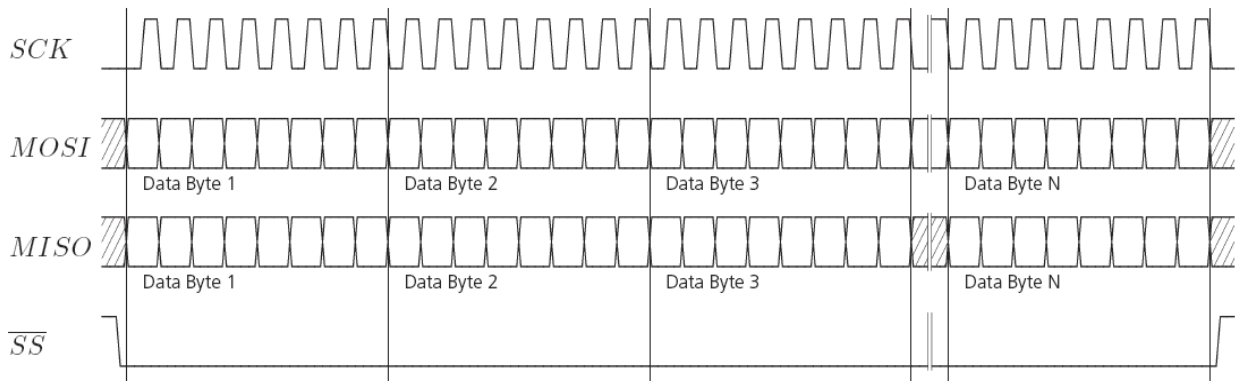 SCK
MOSI
Data Byte 1 Data Byte 2 Data Byte 3 Data Byte N
MISO
Data Byte 1 Data Byte 2 Data Byte 3 Data Byte N
S̅S̅